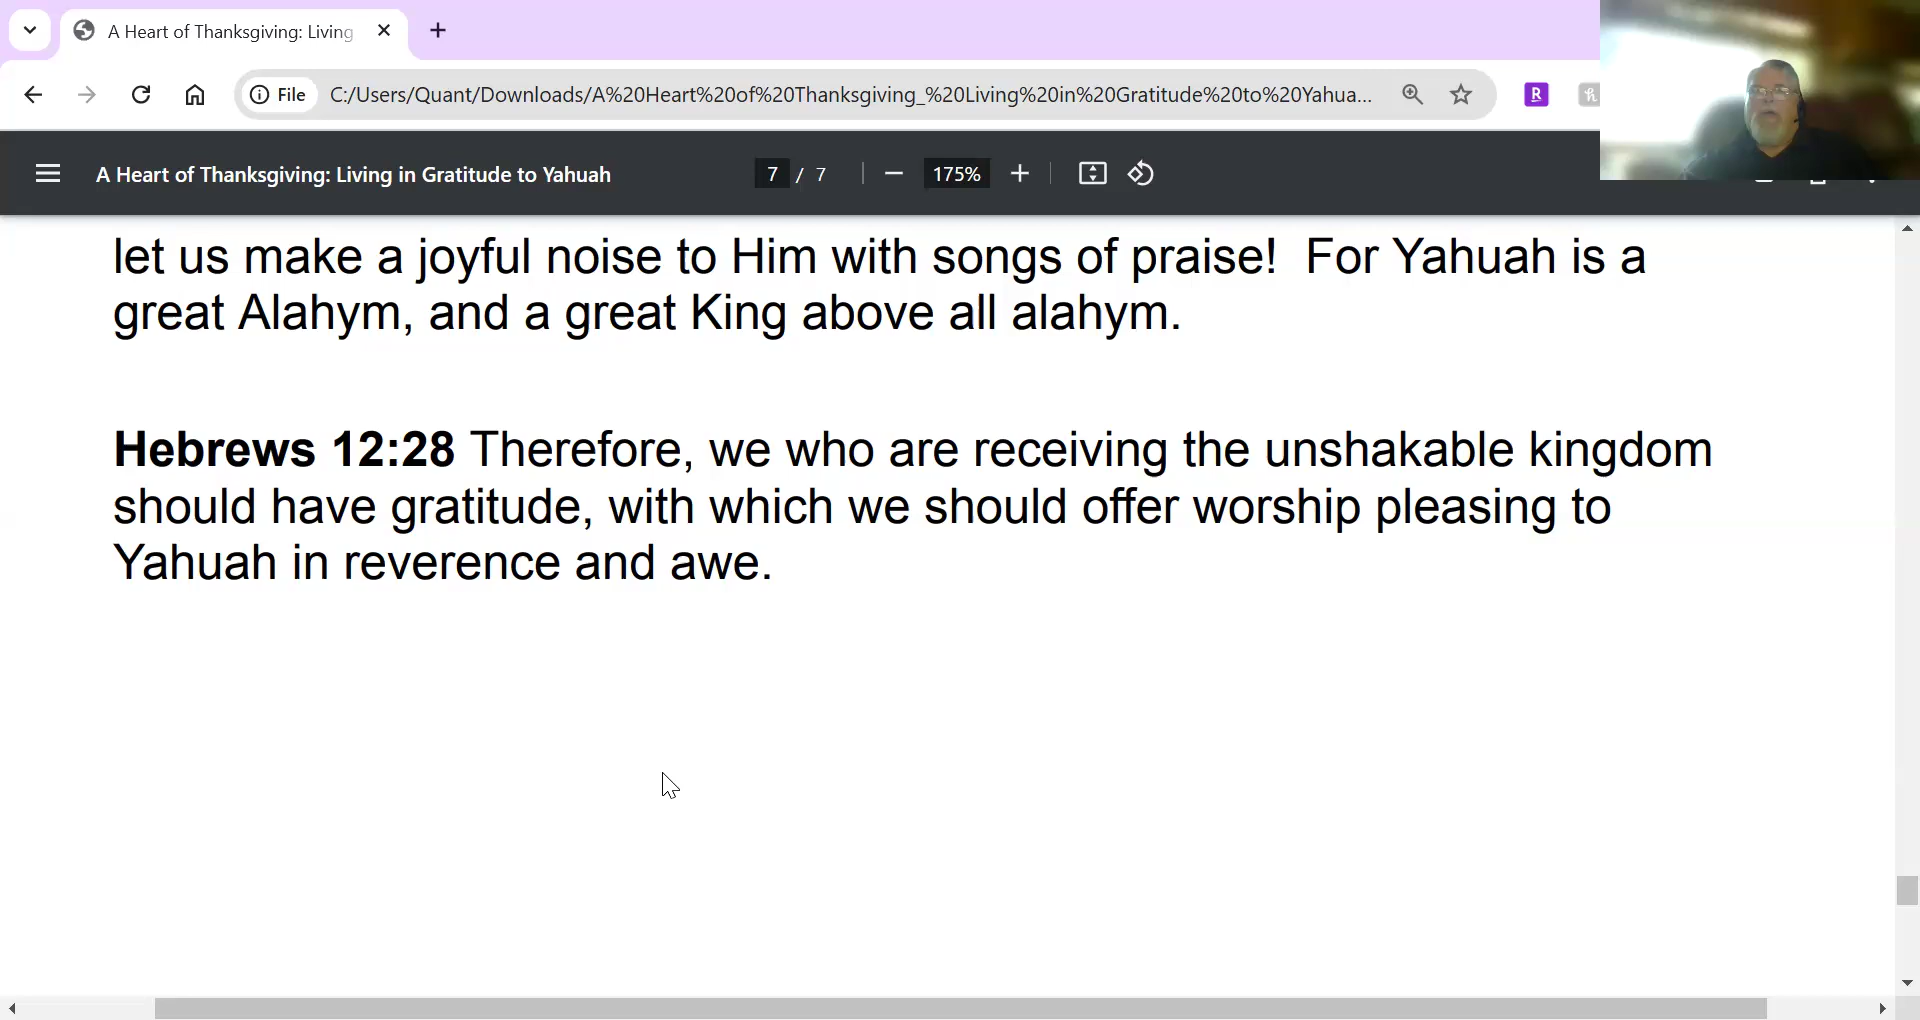 A Heart of Thanksgiving: Living
File
C:/Users/Quant/Downloads/A%20Heart%20of%20Thanksgiving_%20Living%20in%20Gratitude%20to%20Yahua...
R
A Heart of Thanksgiving: Living in Gratitude to Yahuah
7 / 7
175%
let us make a joyful noise to Him with songs of praise!  For Yahuah is a
great Alahym, and a great King above all alahym.
Hebrews 12:28 Therefore, we who are receiving the unshakable kingdom
should have gratitude, with which we should offer worship pleasing to
Yahuah in reverence and awe.